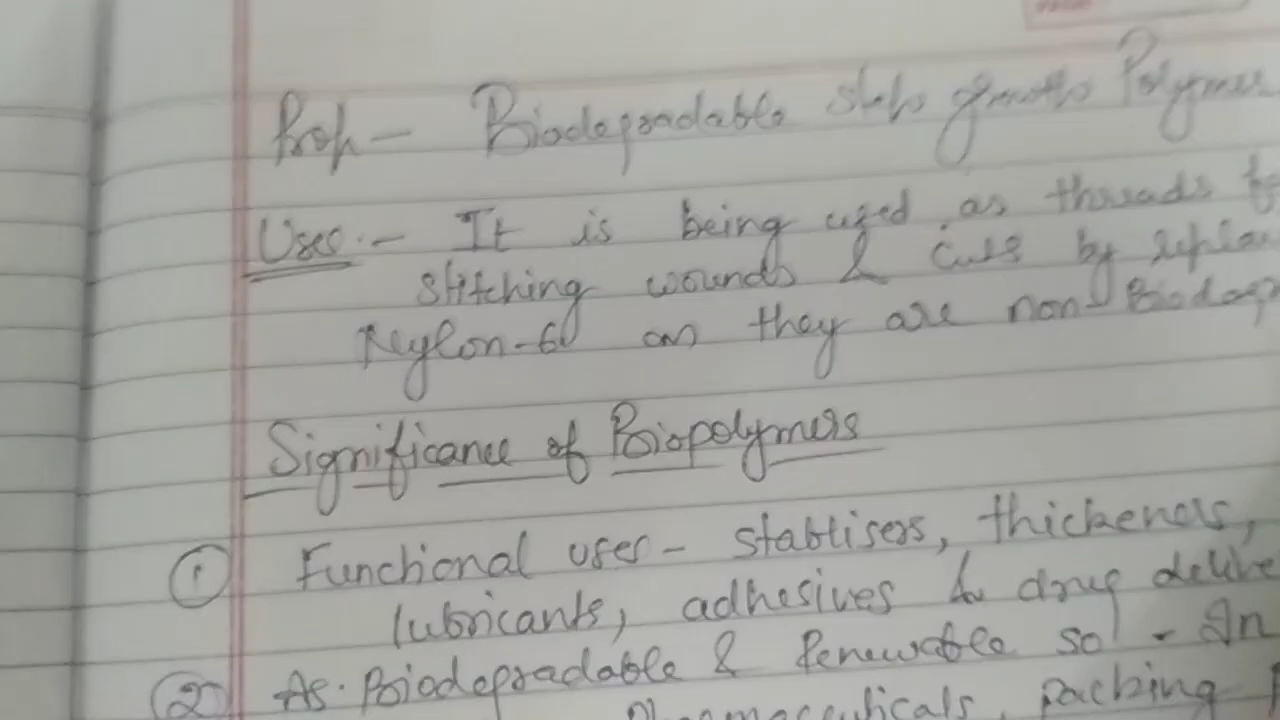 Prop - Biodegradable step growth Polymer
Uses :- It is being used as threads
stitching wounds & cuts by
Nylon-6 as they are non-Biodeg
Significance of Biopolymers
① Functional uses - stablisers, thickeners,
lubricants, adhesives & drug delive
② As Biodegradable & Renewable so - In
Pharmaceuticals, packing